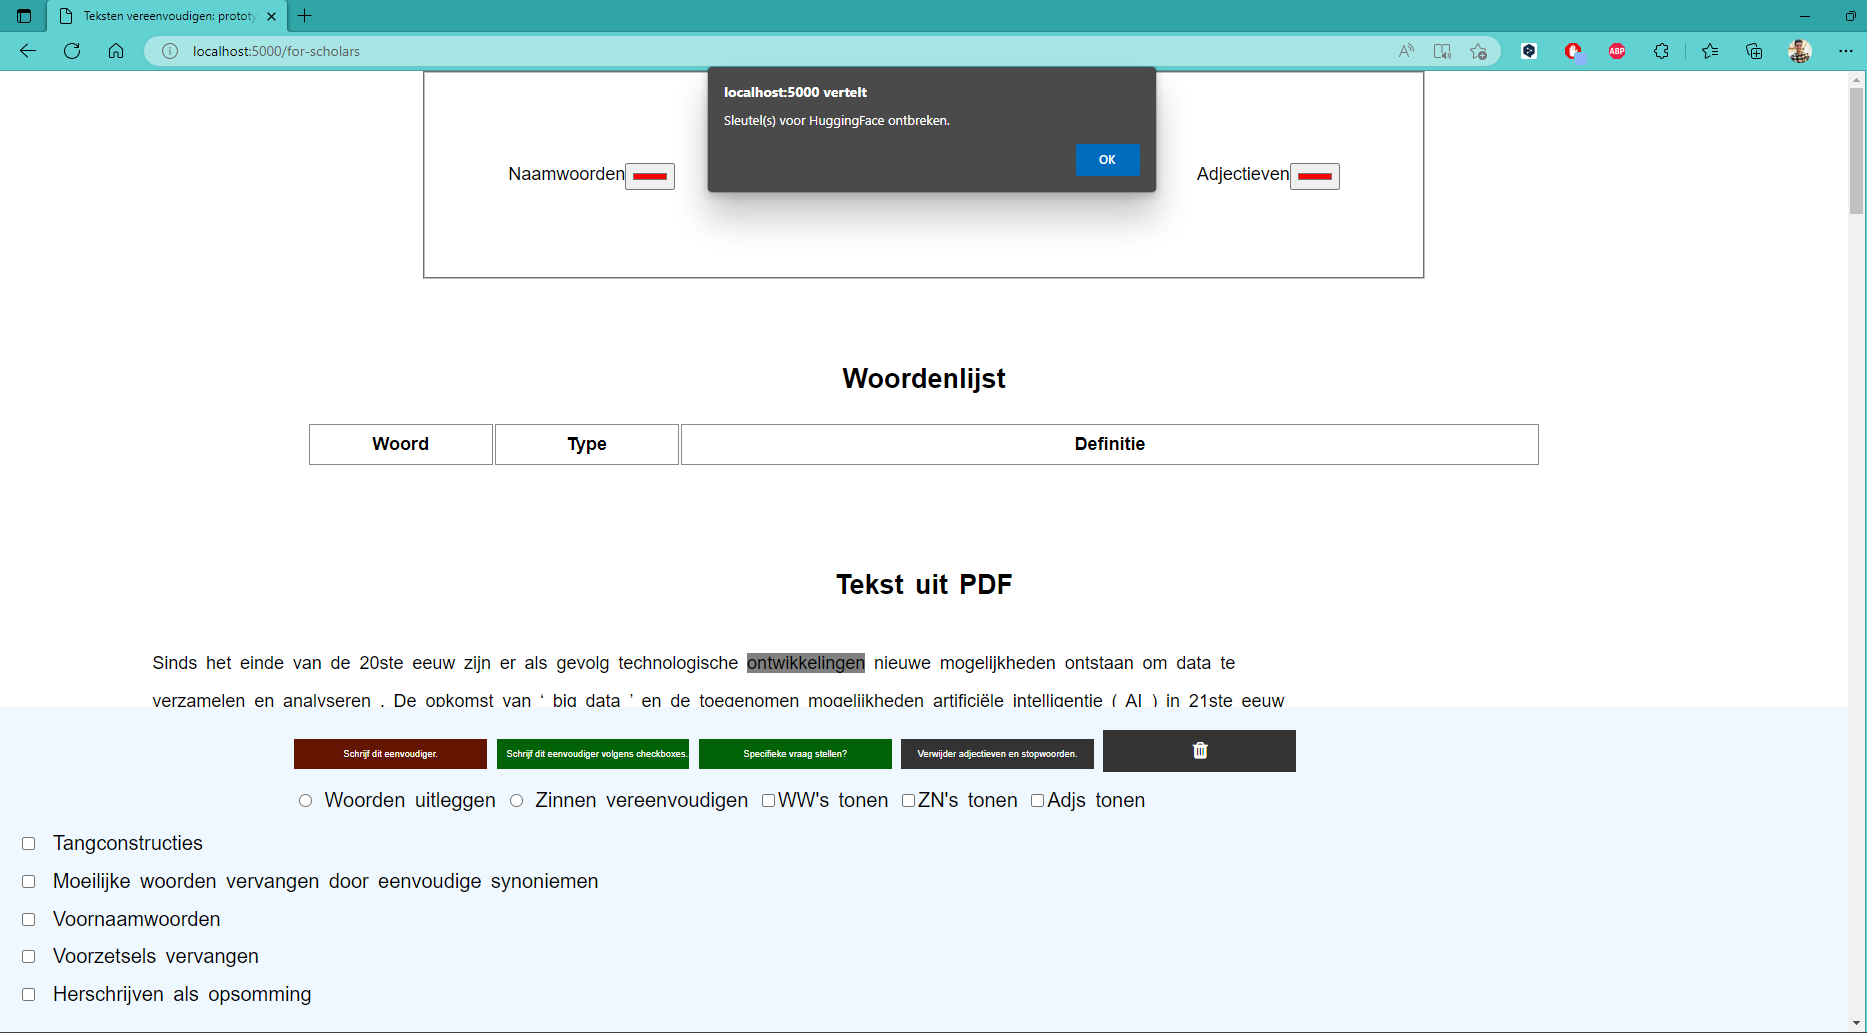 Teksten vereenvoudigen: prototy
localhost:5000/for-scholars
ABP
localhost:5000 vertelt
Sleutel(s) voor HuggingFace ontbreken.
OK
Naamwoorden
Adjectieven
Woordenlijst
Woord Type Definitie
Tekst uit PDF
Sinds het einde van de 20ste eeuw zijn er als gevolg technologische ontwikkelingen nieuwe mogelijkheden ontstaan om data te
verzamelen en analyseren . De opkomst van ‘ big data ’ en de toegenomen mogelijkheden artificiële intelligentie ( AI ) in 21ste eeuw
Schrijf dit eenvoudiger. Schrijf dit eenvoudiger volgens checkboxes. Specifieke vraag stellen? Verwijder adjectieven en stopwoorden.
Woorden uitleggen Zinnen vereenvoudigen WW's tonen ZN's tonen Adjs tonen
Tangconstructies
Moeilijke woorden vervangen door eenvoudige synoniemen
Voornaamwoorden
Voorzetsels vervangen
Herschrijven als opsomming